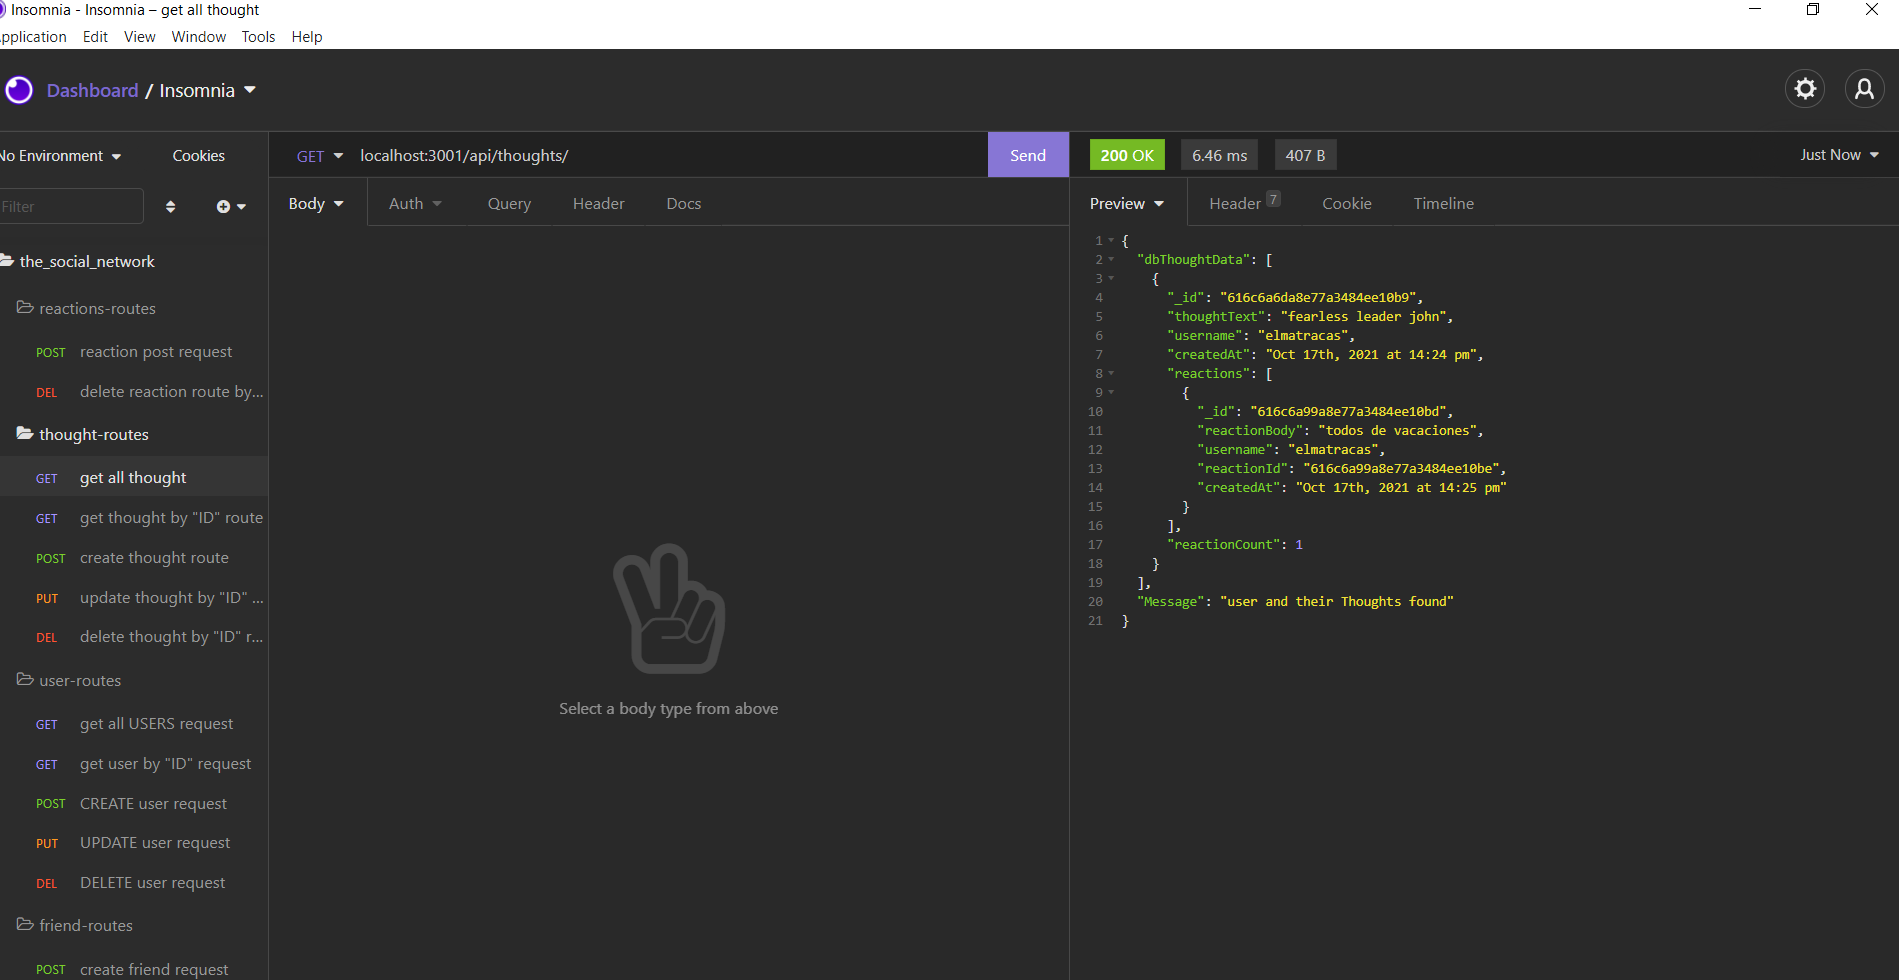 Insomnia - Insomnia – get all thought
pplication Edit View Window Tools Help
Dashboard / Insomnia
No Environment Cookies
GET localhost:3001/api/thoughts/ Send
200 OK 6.46 ms 407 B Just Now
Filter
Body Auth Query Header Docs
Preview Header 7 Cookie Timeline
the_social_network
reactions-routes
POST reaction post request
DEL delete reaction route by...
thought-routes
GET get all thought
GET get thought by "ID" route
POST create thought route
PUT update thought by "ID" ...
DEL delete thought by "ID" r...
user-routes
GET get all USERS request
GET get user by "ID" request
POST CREATE user request
PUT UPDATE user request
DEL DELETE user request
friend-routes
POST create friend request
Select a body type from above
1 {
2 "dbThoughtData": [
3 {
4 "_id": "616c6a6da8e77a3484ee10b9",
5 "thoughtText": "fearless leader john",
6 "username": "elmatracas",
7 "createdAt": "Oct 17th, 2021 at 14:24 pm",
8 "reactions": [
9 {
10 "_id": "616c6a99a8e77a3484ee10bd",
11 "reactionBody": "todos de vacaciones",
12 "username": "elmatracas",
13 "reactionId": "616c6a99a8e77a3484ee10be",
14 "createdAt": "Oct 17th, 2021 at 14:25 pm"
15 }
16 ],
17 "reactionCount": 1
18 }
19 ],
20 "Message": "user and their Thoughts found"
21 }